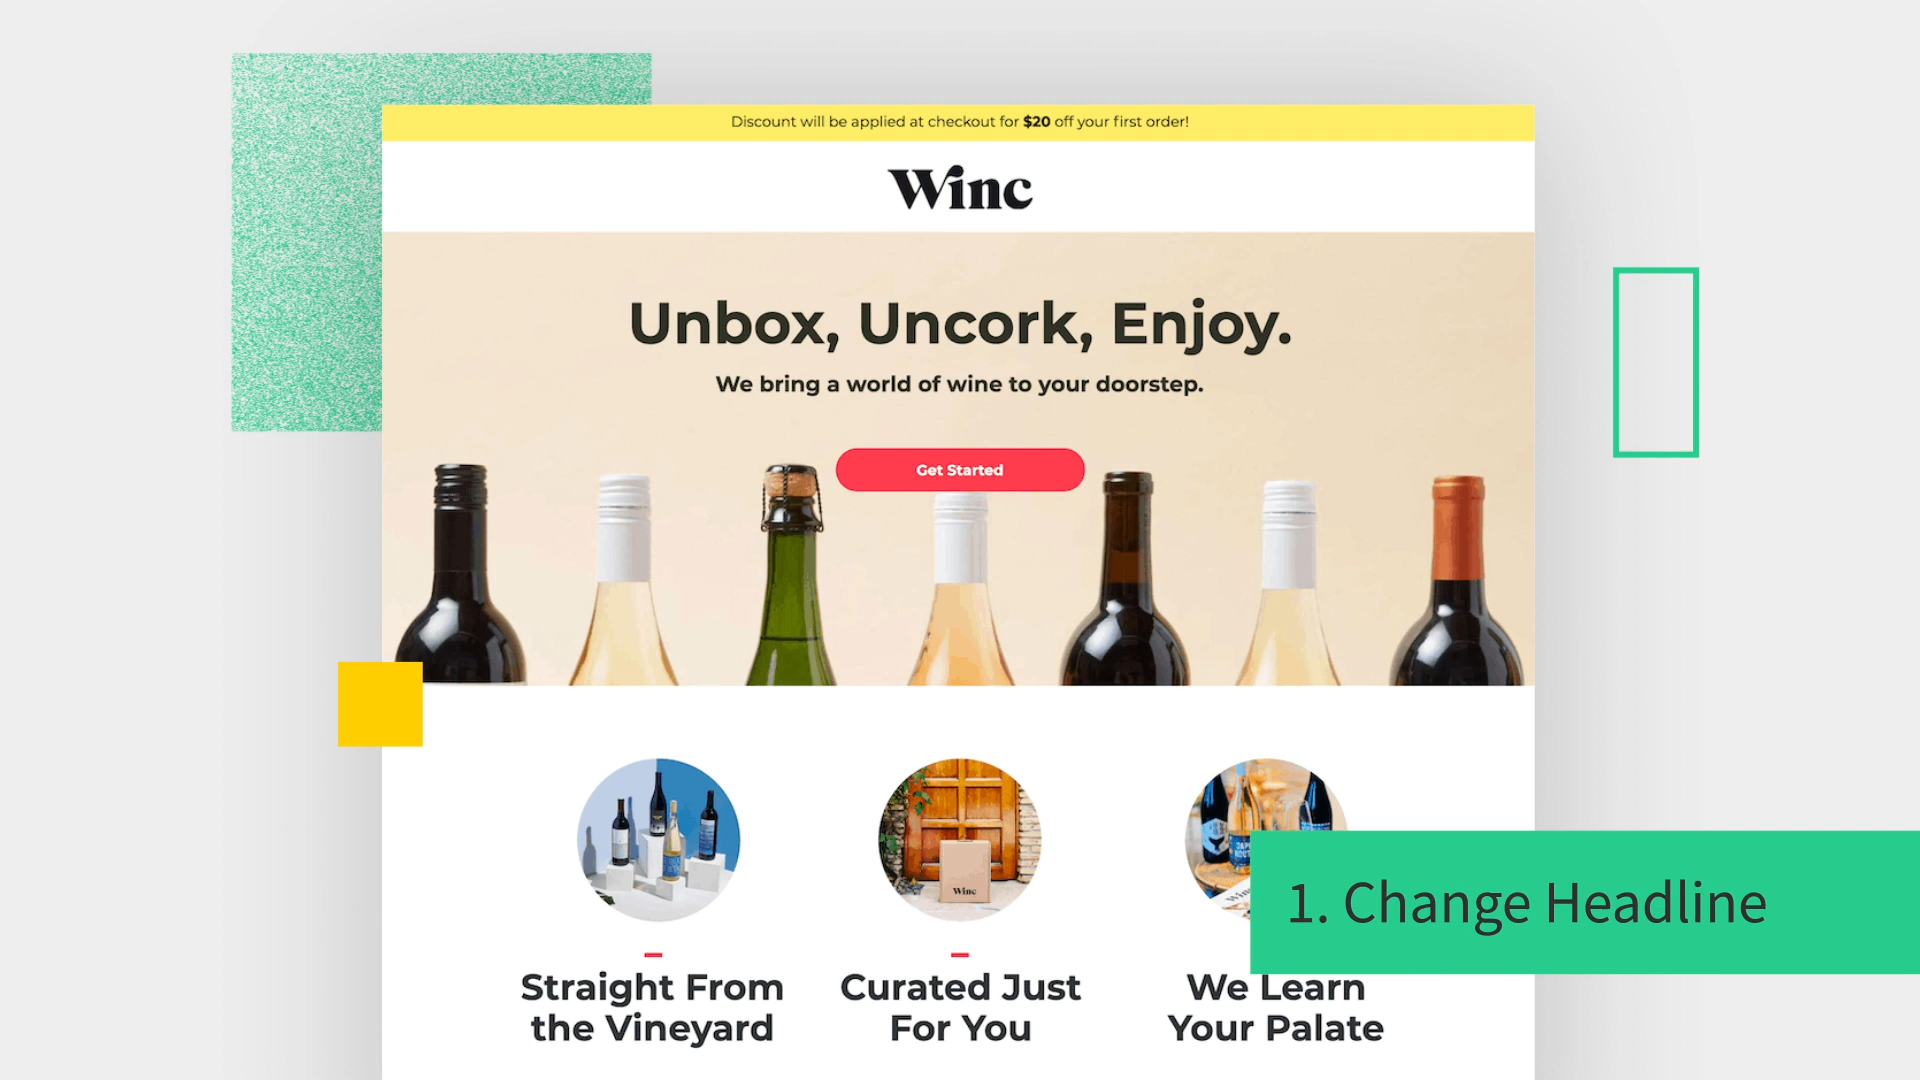 Discount will be applied at checkout for $20 off your first order!
Winc
Unbox, Uncork, Enjoy.
We bring a world of wine to your doorstep.
Get Started
Winc
1. Change Headline
Straight From
the Vineyard
Curated Just
For You
We Learn
Your Palate